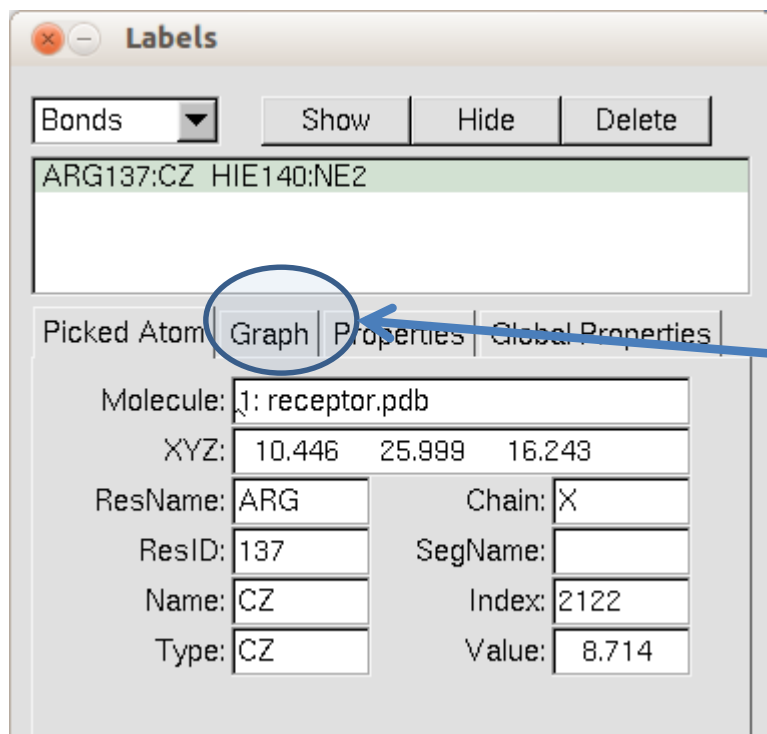 Labels
Bonds Show Hide Delete
ARG137:CZ HIE140:NE2
Picked Atom Graph Properties Global Properties
Molecule: 1: receptor.pdb
XYZ: 10.446 25.999 16.243
ResName: ARG Chain: X
ResID: 137 SegName:
Name: CZ Index: 2122
Type: CZ Value: 8.714